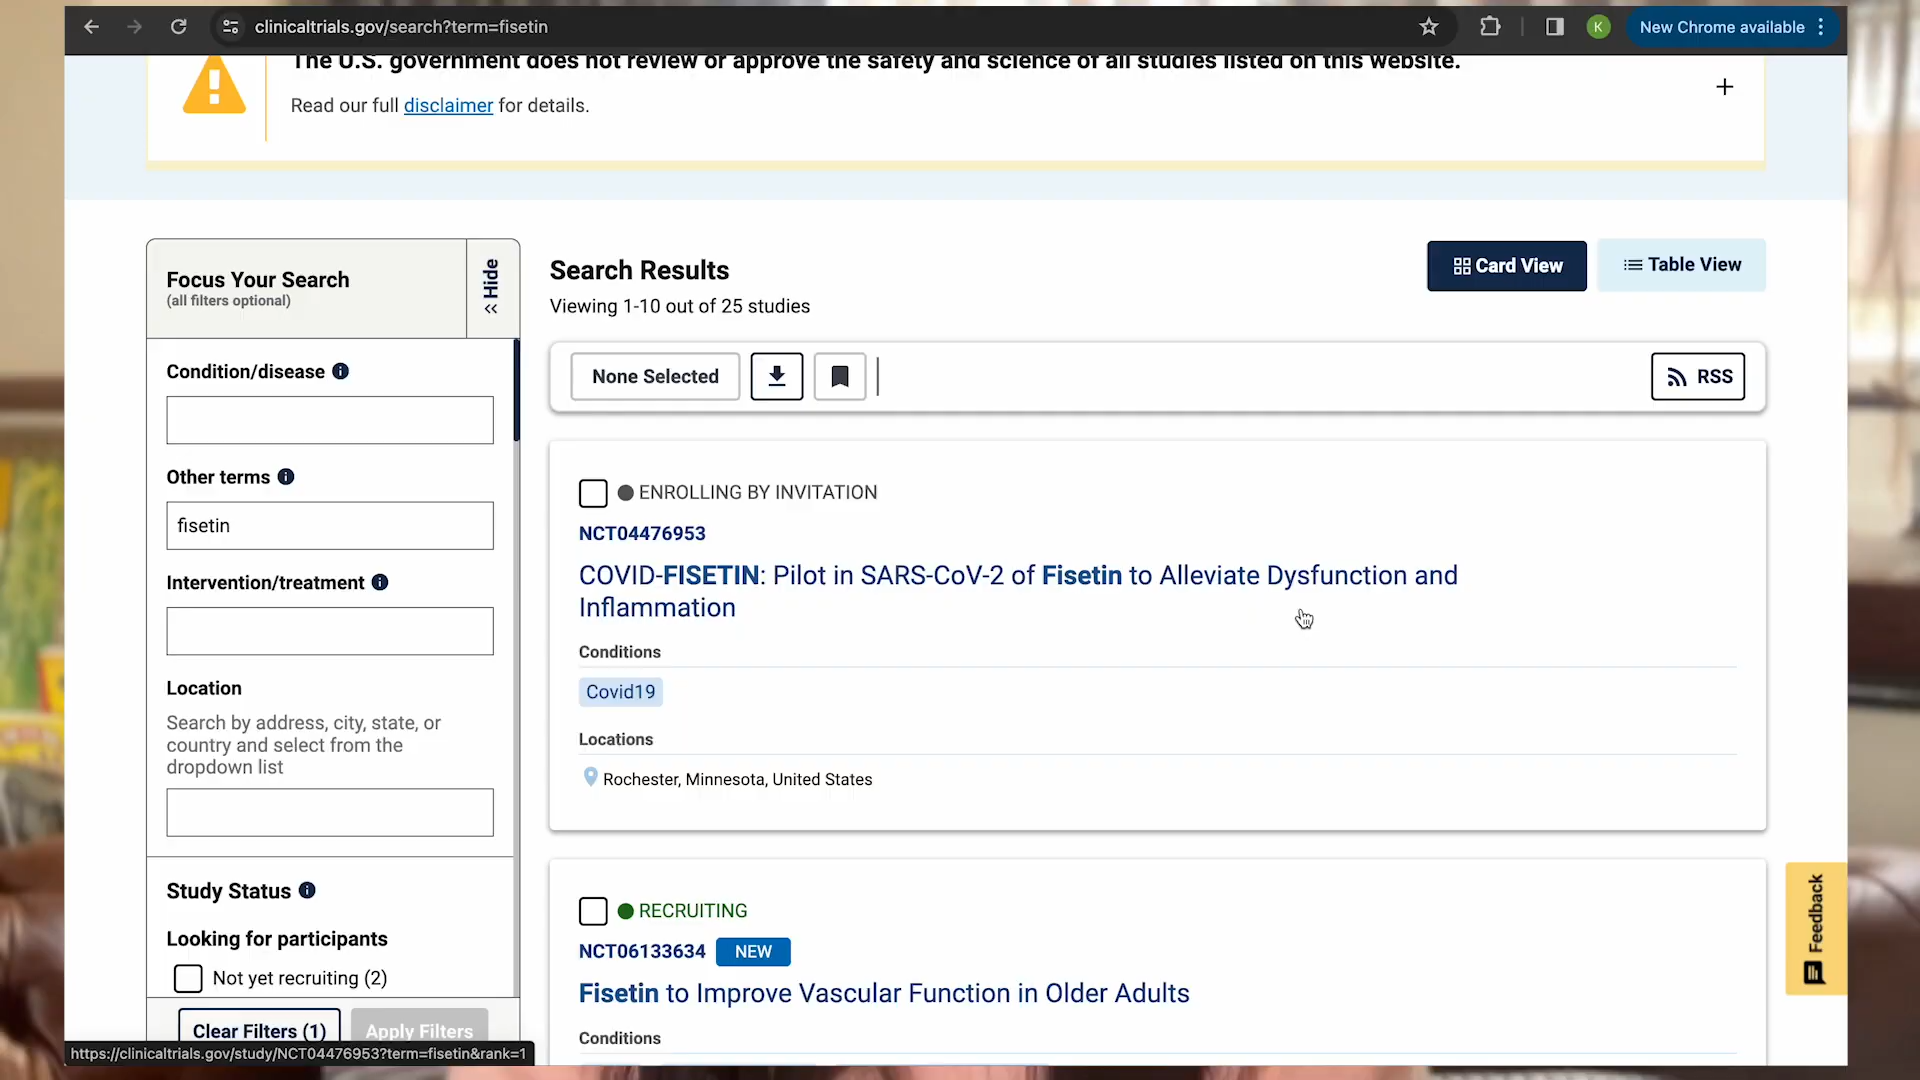 clinicaltrials.gov/search?term=fisetin
K
New Chrome available
The U.S. government does not review or approve the safety and science of all studies listed on this website.
Read our full disclaimer for details.
Focus Your Search
(all filters optional)
Hide
Search Results
Viewing 1-10 out of 25 studies
Card View
Table View
None Selected
RSS
Condition/disease
Other terms
fisetin
Intervention/treatment
Location
Search by address, city, state, or
country and select from the
dropdown list
Study Status
Looking for participants
Not yet recruiting (2)
Clear Filters (1)
Apply Filters
ENROLLING BY INVITATION
NCT04476953
COVID-FISETIN: Pilot in SARS-CoV-2 of Fisetin to Alleviate Dysfunction and
Inflammation
Conditions
Covid19
Locations
Rochester, Minnesota, United States
RECRUITING
NCT06133634 NEW
Fisetin to Improve Vascular Function in Older Adults
Conditions
Feedback
https://clinicaltrials.gov/study/NCT04476953?term=fisetin&rank=1